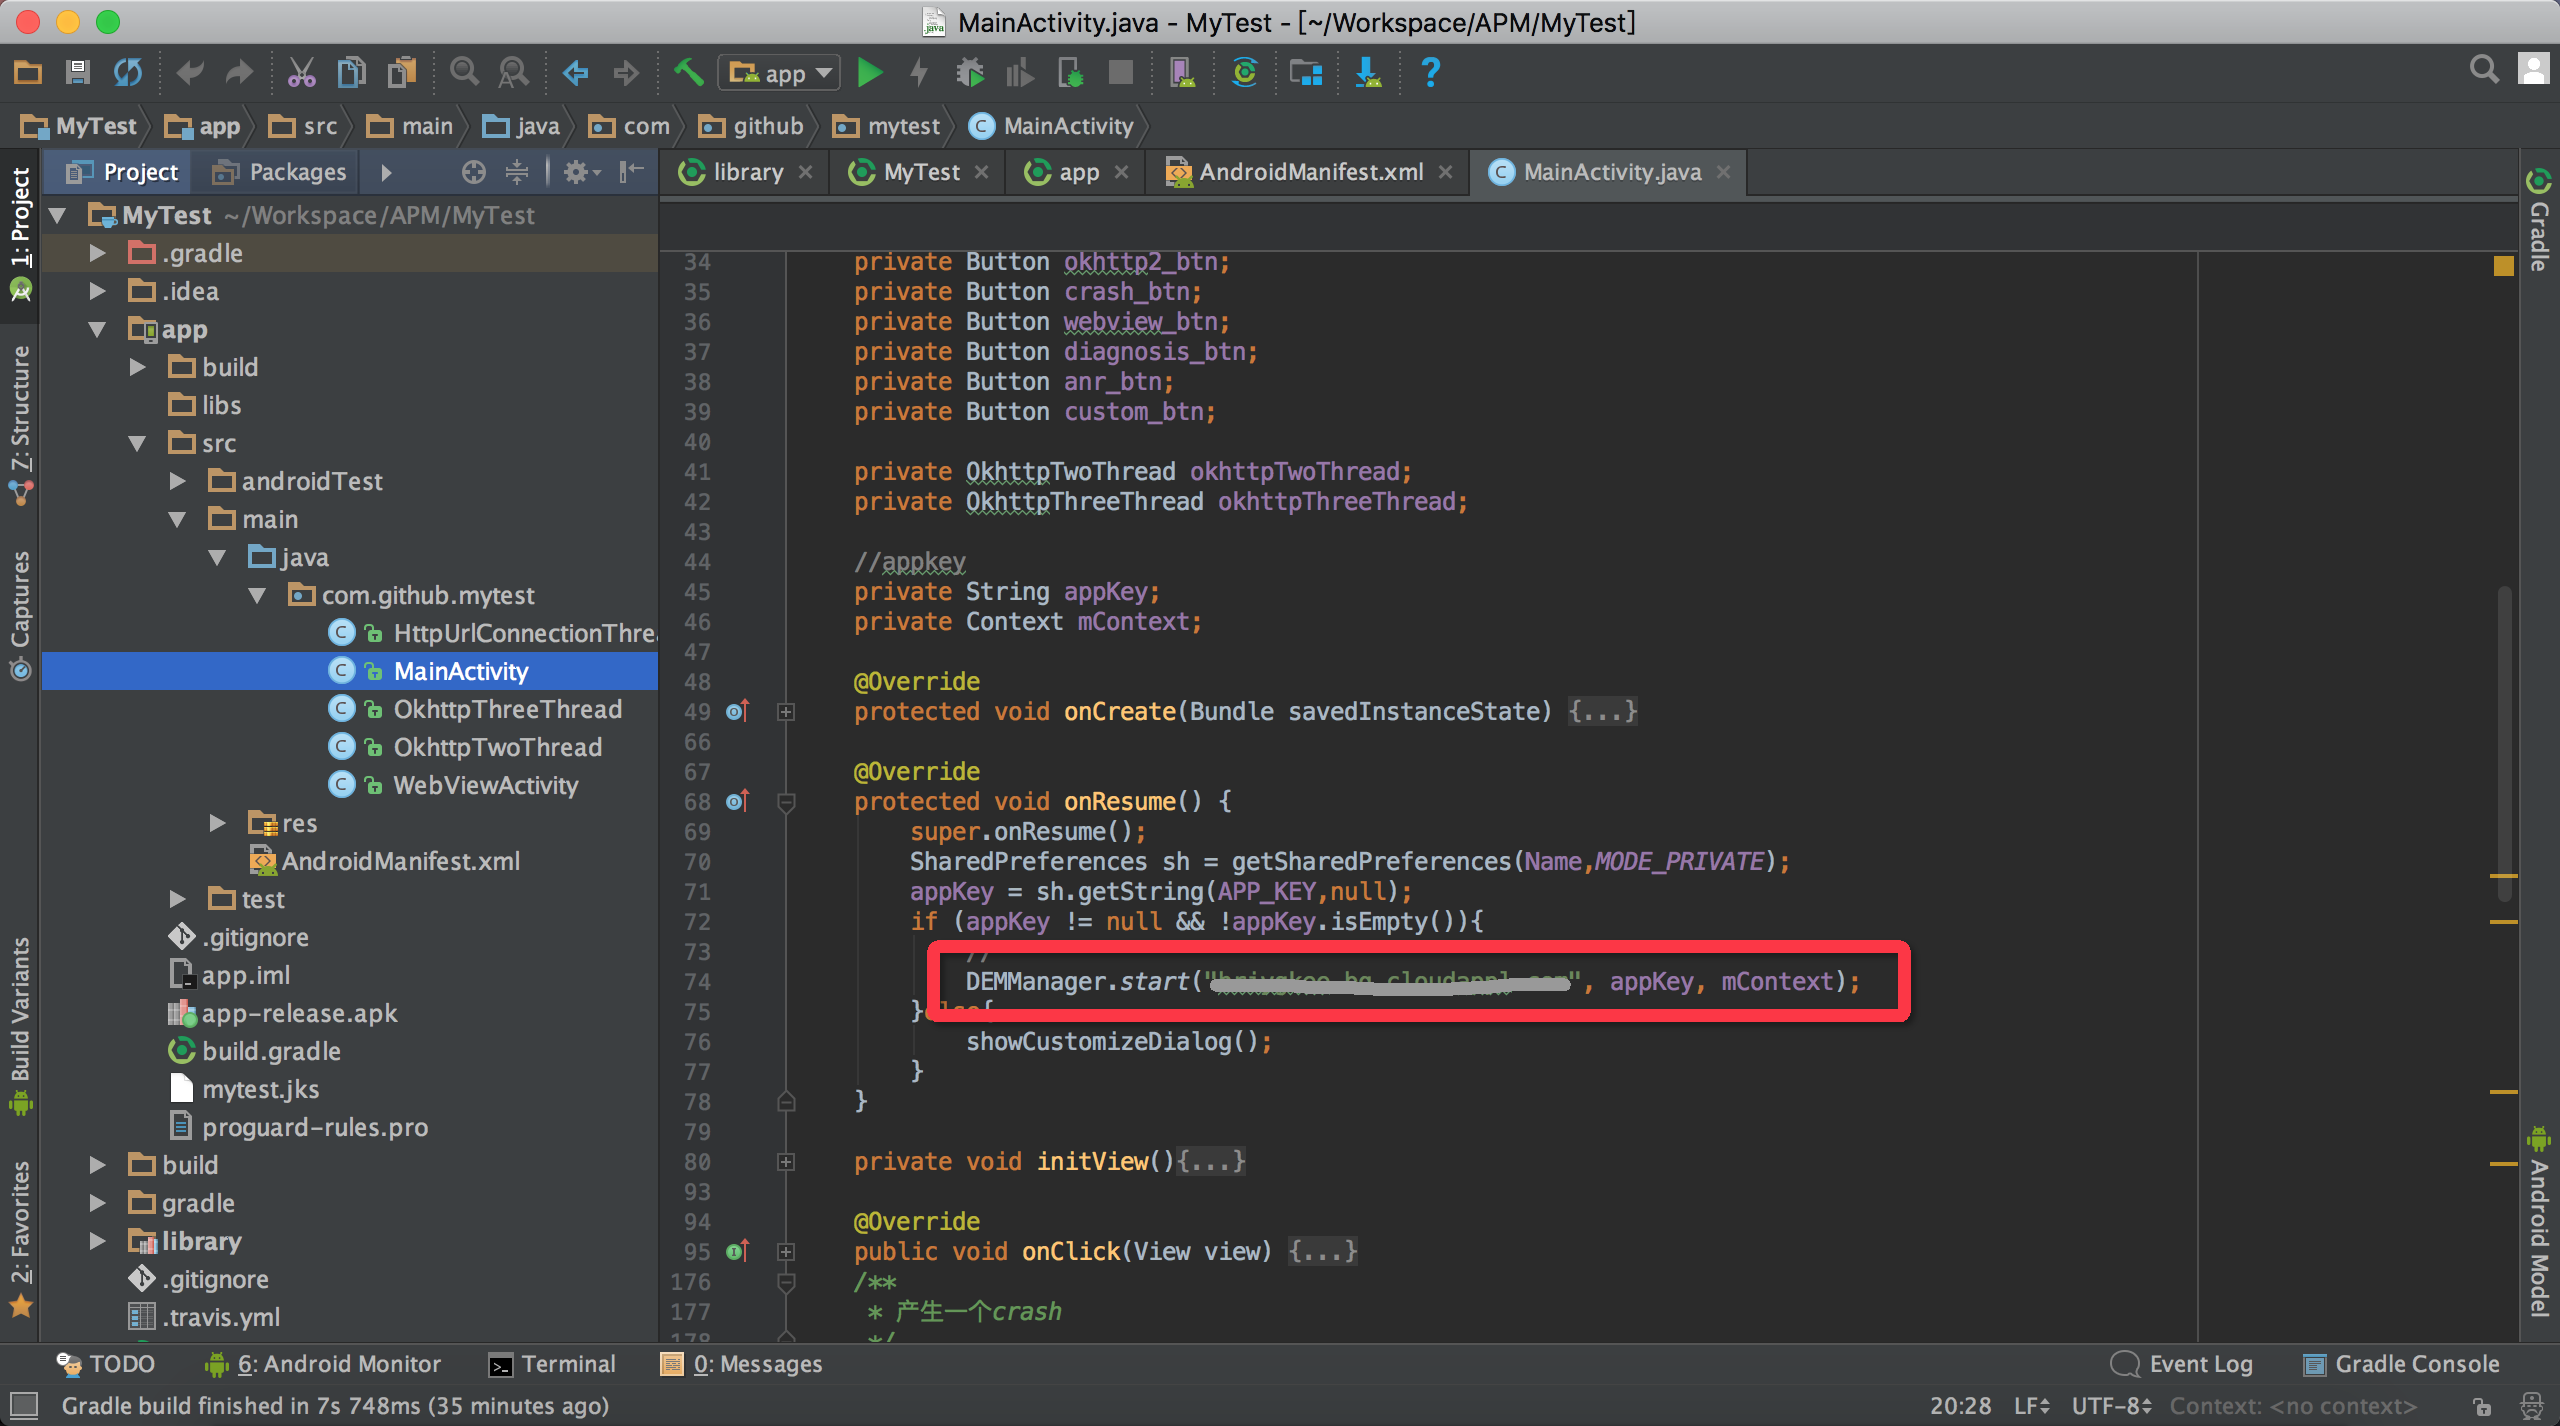 MainActivity.java - MyTest - [~/Workspace/APM/MyTest]
app
MyTest app src main java com github mytest MainActivity
Project Packages
library MyTest app AndroidManifest.xml MainActivity.java
1: Project
7: Structure
Captures
Build Variants
2: Favorites
MyTest ~/Workspace/APM/MyTest
.gradle
.idea
app
build
libs
src
androidTest
main
java
com.github.mytest
HttpUrlConnectionThre
MainActivity
OkhttpThreeThread
OkhttpTwoThread
WebViewActivity
res
AndroidManifest.xml
test
.gitignore
app.iml
app-release.apk
build.gradle
mytest.jks
proguard-rules.pro
build
gradle
library
.gitignore
.travis.yml
34 private Button okhttp2_btn;
35 private Button crash_btn;
36 private Button webview_btn;
37 private Button diagnosis_btn;
38 private Button anr_btn;
39 private Button custom_btn;
40
41 private OkhttpTwoThread okhttpTwoThread;
42 private OkhttpThreeThread okhttpThreeThread;
43
44 //appkey
45 private String appKey;
46 private Context mContext;
47
48 @Override
49 protected void onCreate(Bundle savedInstanceState) {...}
66
67 @Override
68 protected void onResume() {
69 super.onResume();
70 SharedPreferences sh = getSharedPreferences(Name,MODE_PRIVATE);
71 appKey = sh.getString(APP_KEY,null);
72 if (appKey != null && !appKey.isEmpty()){
73 //
74 DEMManager.start(" ", appKey, mContext);
75 }else{
76 showCustomizeDialog();
77 }
78 }
79
80 private void initView(){...}
93
94 @Override
95 public void onClick(View view) {...}
176 /**
177 * 产生一个crash
178 */
Gradle
Android Model
TODO 6: Android Monitor Terminal 0: Messages Event Log Gradle Console
Gradle build finished in 7s 748ms (35 minutes ago) 20:28 LF UTF-8 Context: <no context>